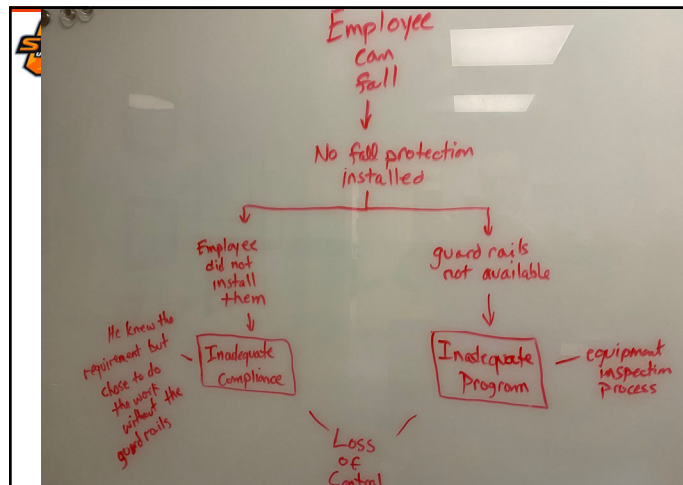 Employee
can
fall
No fall protection
installed
Employee
did not
install
them
guard rails
not available
He knew the
requirement but
chose to do
the work
without the
guard rails
Inadequate
Compliance
Inadequate
Program
equipment
inspection
process
Loss
of
Control